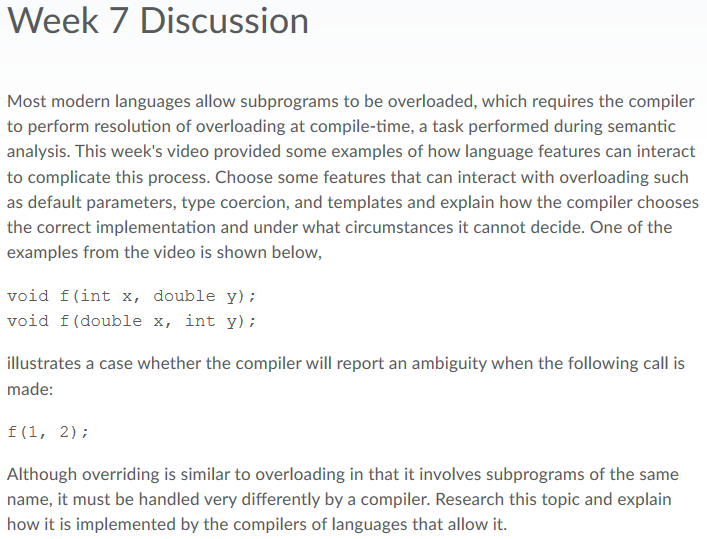 Week 7 Discussion
Most modern languages allow subprograms to be overloaded, which requires the compiler
to perform resolution of overloading at compile-time, a task performed during semantic
analysis. This week's video provided some examples of how language features can interact
to complicate this process. Choose some features that can interact with overloading such
as default parameters, type coercion, and templates and explain how the compiler chooses
the correct implementation and under what circumstances it cannot decide. One of the
examples from the video is shown below,
void f(int x, double y);
void f(double x, int y);
illustrates a case whether the compiler will report an ambiguity when the following call is
made:
f(1, 2);
Although overriding is similar to overloading in that it involves subprograms of the same
name, it must be handled very differently by a compiler. Research this topic and explain
how it is implemented by the compilers of languages that allow it.